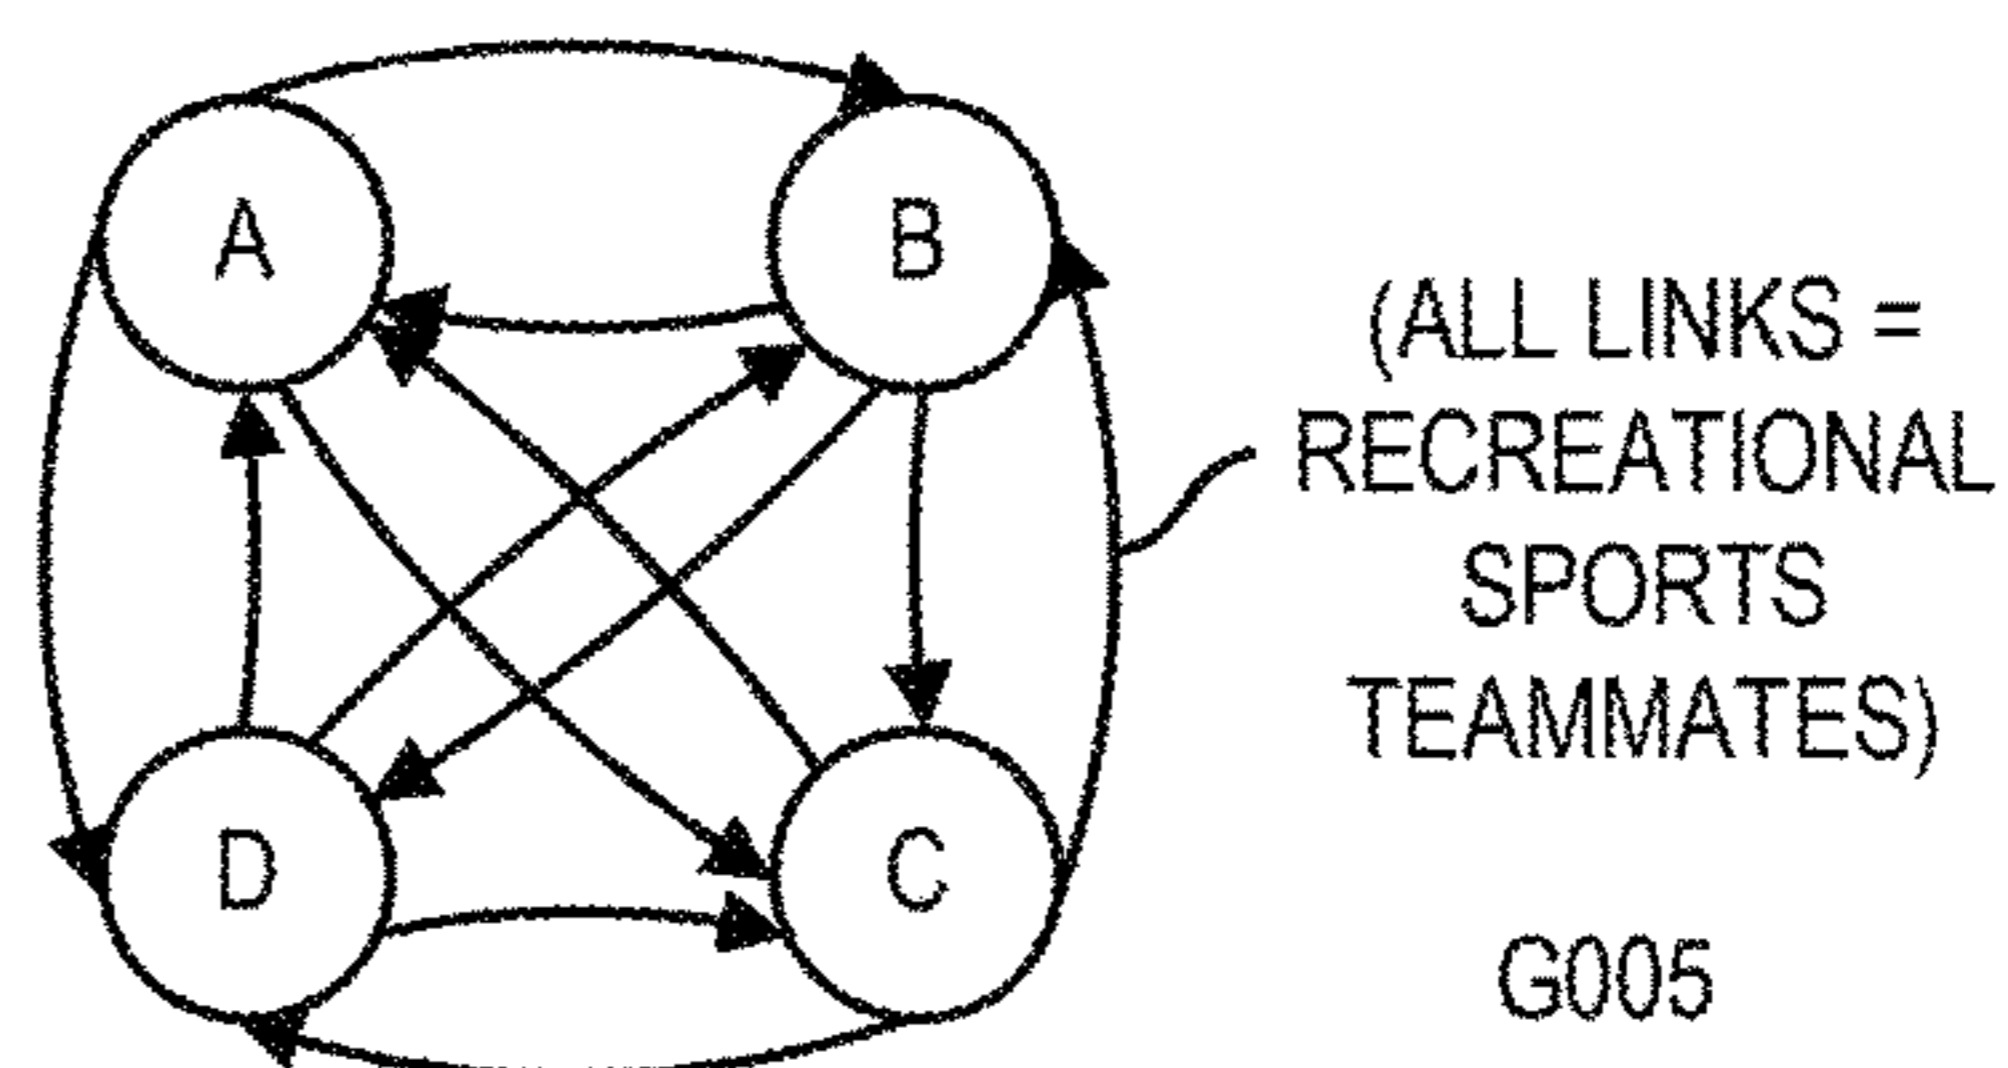 A
B
(ALL LINKS =
RECREATIONAL
SPORTS
TEAMMATES)
D
C
G005